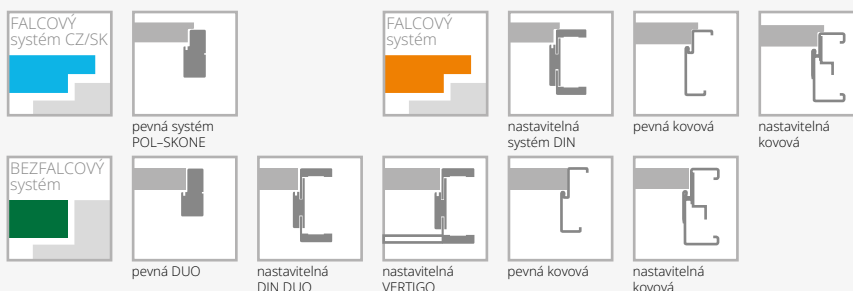 FALCOVÝ
systém CZ/SK
pevná systém
POL–SKONE
FALCOVÝ
systém
nastavitelná
systém DIN
pevná kovová
nastavitelná
kovová
BEZFALCOVÝ
systém
pevná DUO
nastavitelná
DIN DUO
nastavitelná
VERTIGO
pevná kovová
nastavitelná
kovová